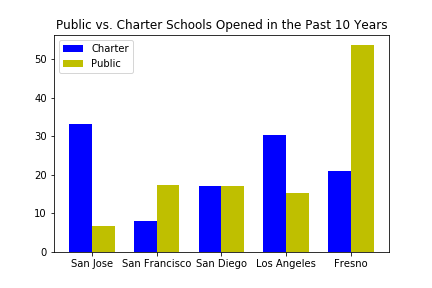 Public vs. Charter Schools Opened in the Past 10 Years
Charter
Public
50
40
30
20
10
0
San Jose San Francisco San Diego Los Angeles Fresno